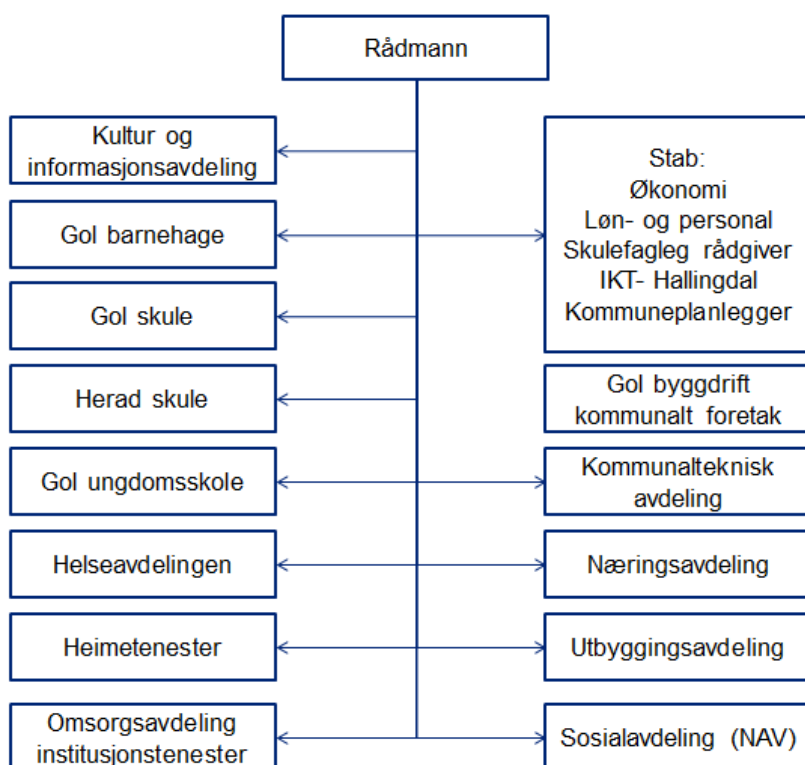 Rådmann
Kultur og
informasjonsavdeling
Gol barnehage
Gol skule
Herad skule
Gol ungdomsskole
Helseavdelingen
Heimetenester
Omsorgsavdeling
institusjonstenester
Stab:
Økonomi
Løn- og personal
Skulefagleg rådgiver
IKT- Hallingdal
Kommuneplanlegger
Gol byggdrift
kommunalt foretak
Kommunalteknisk
avdeling
Næringsavdeling
Utbyggingsavdeling
Sosialavdeling (NAV)